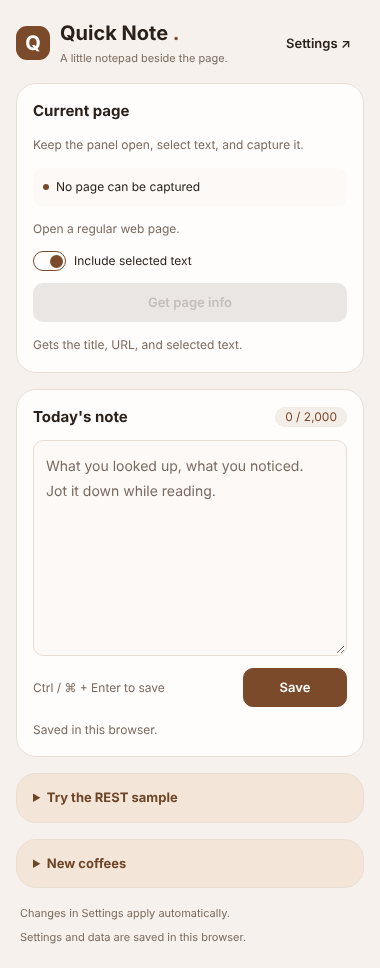 Q
Quick Note .
A little notepad beside the page.
Settings ↗
Current page
Keep the panel open, select text, and capture it.
No page can be captured
Open a regular web page.
Include selected text
Get page info
Gets the title, URL, and selected text.
Today's note
0 / 2,000
What you looked up, what you noticed.
Jot it down while reading.
Ctrl / ⌘ + Enter to save
Save
Saved in this browser.
Try the REST sample
New coffees
Changes in Settings apply automatically.
Settings and data are saved in this browser.